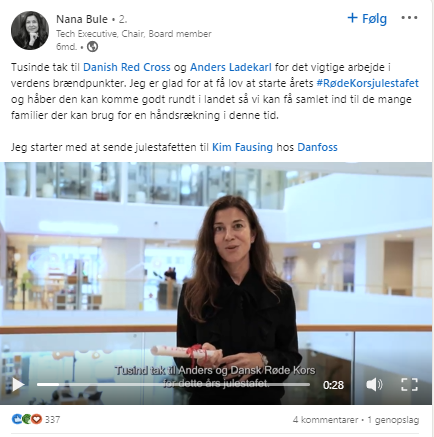 Nana Bule • 2.
+ Følg
Tech Executive, Chair, Board member
6md. •
Tusinde tak til Danish Red Cross og Anders Ladekarl for det vigtige arbejde i
verdens brændpunkter. Jeg er glad for at få lov at starte årets #RødeKorsjulestafet
og håber den kan komme godt rundt i landet så vi kan få samlet ind til de mange
familier der kan brug for en håndsrækning i denne tid.
Jeg starter med at sende julestafetten til Kim Fausing hos Danfoss
Tusind tak til Anders og Dansk Røde Kors
for dette års julestafet.
0:28
337
4 kommentarer • 1 genopslag